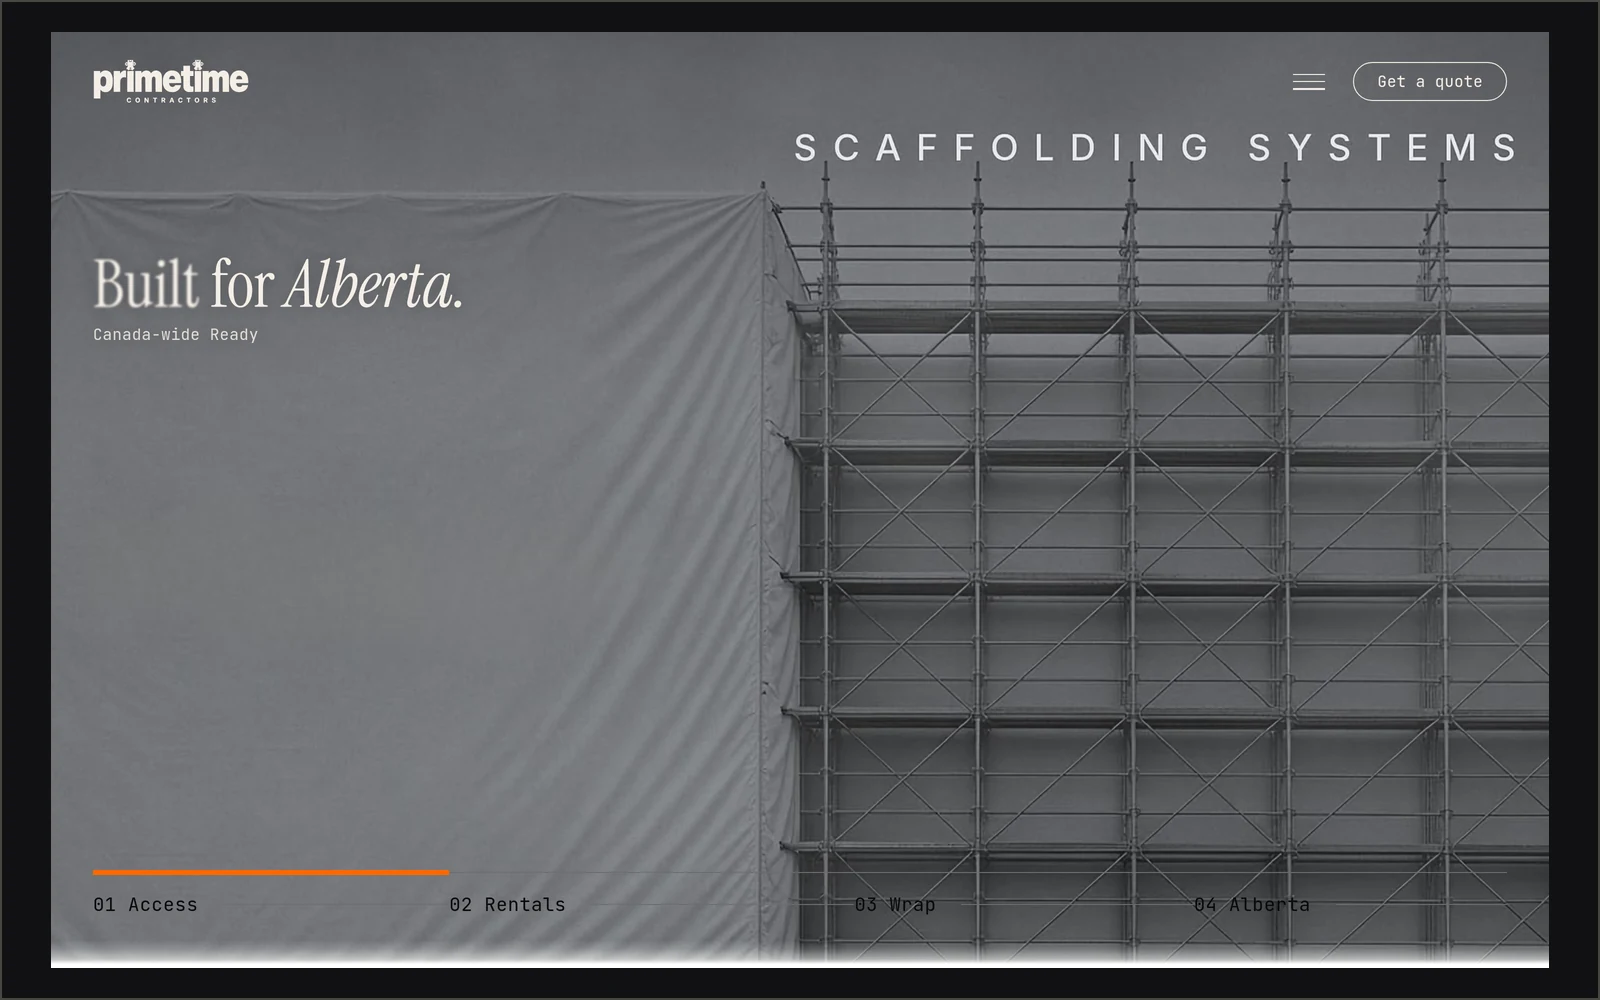 primetime
CONTRACTORS
Get a quote
SCAFFOLDING SYSTEMS
Built for Alberta.
Canada-wide Ready
01 Access
02 Rentals
03 Wrap
04 Alberta